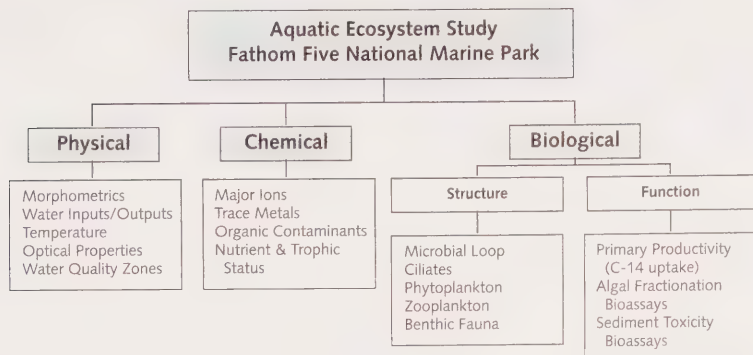 Aquatic Ecosystem Study
Fathom Five National Marine Park
Physical
Chemical
Biological
Morphometrics
Water Inputs/Outputs
Temperature
Optical Properties
Water Quality Zones
Major Ions
Trace Metals
Organic Contaminants
Nutrient & Trophic
Status
Structure
Function
Microbial Loop
Ciliates
Phytoplankton
Zooplankton
Benthic Fauna
Primary Productivity
(C-14 uptake)
Algal Fractionation
Bioassays
Sediment Toxicity
Bioassays